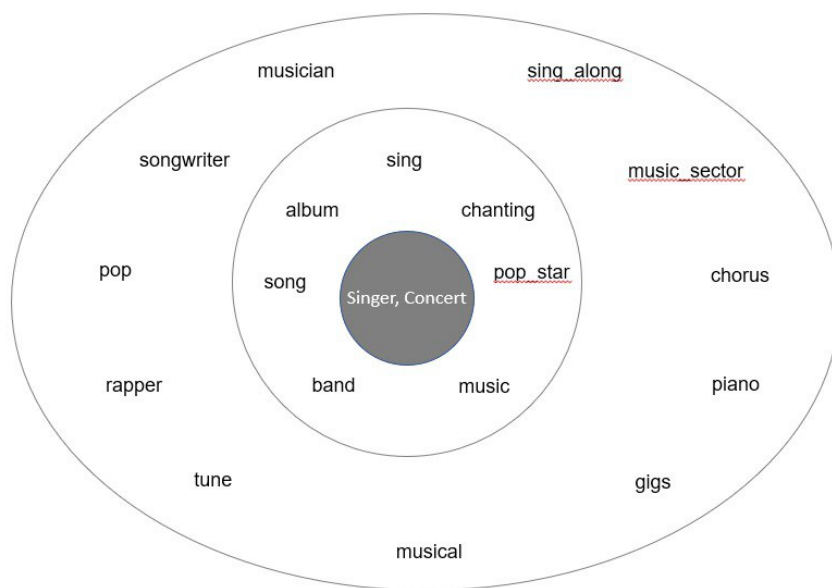 musician
sing_along
songwriter
sing
music_sector
album
chanting
pop
song
pop_star
chorus
Singer, Concert
rapper
band
music
piano
tune
gigs
musical